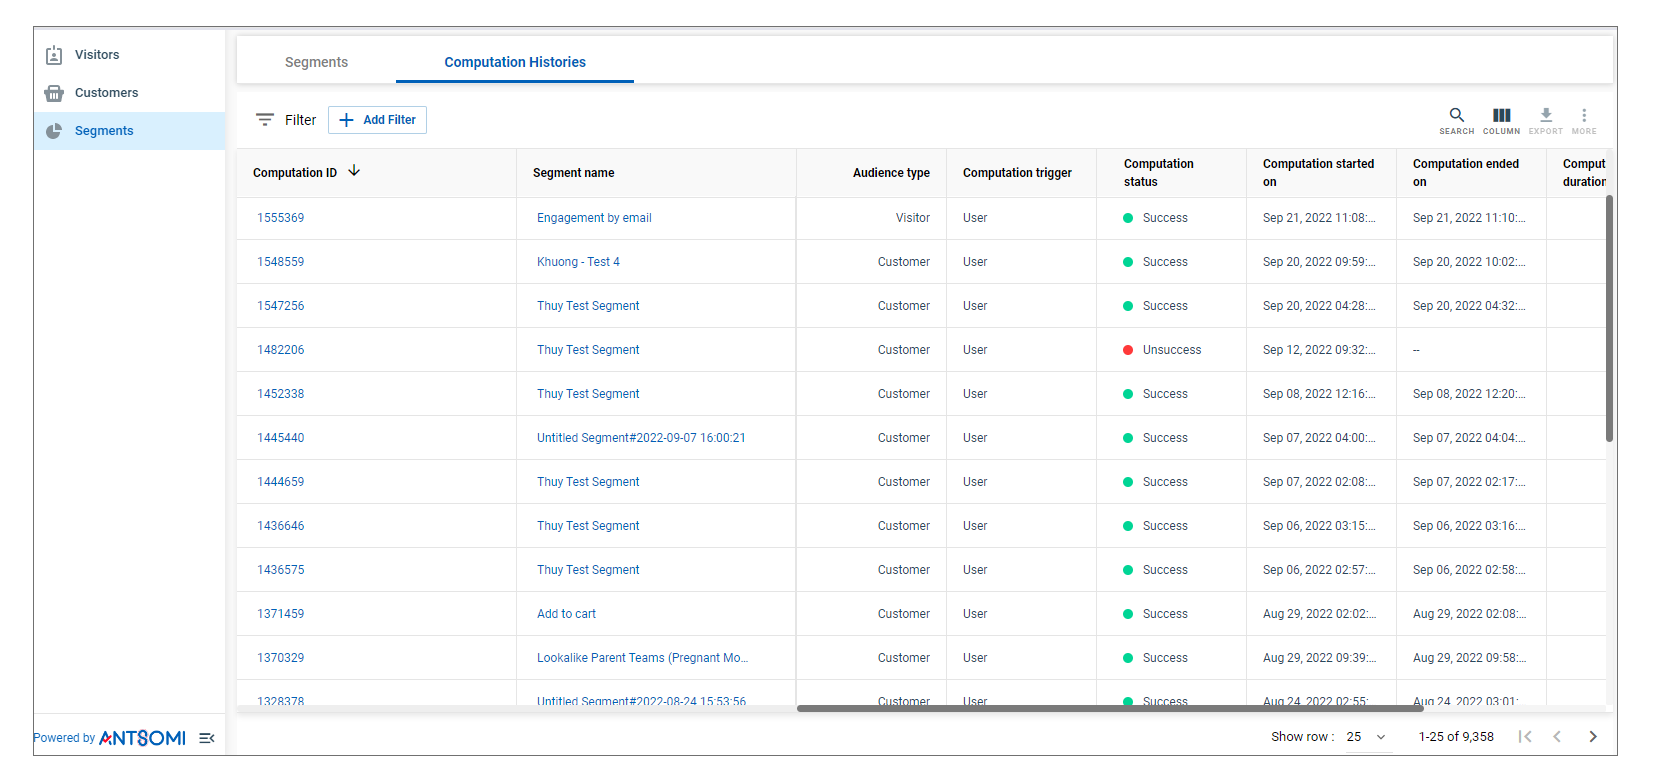 Visitors
Customers
Segments
Segments Computation Histories
Filter Add Filter
SEARCH COLUMN EXPORT MORE
Computation ID Segment name Audience type Computation trigger Computation status Computation started on Computation ended on Comput duration
1555369 Engagement by email Visitor User Success Sep 21, 2022 11:08:... Sep 21, 2022 11:10:...
1548559 Khuong - Test 4 Customer User Success Sep 20, 2022 09:59:... Sep 20, 2022 10:02:...
1547256 Thuy Test Segment Customer User Success Sep 20, 2022 04:28:... Sep 20, 2022 04:32:...
1482206 Thuy Test Segment Customer User Unsuccess Sep 12, 2022 09:32:... --
1452338 Thuy Test Segment Customer User Success Sep 08, 2022 12:16:... Sep 08, 2022 12:20:...
1445440 Untitled Segment#2022-09-07 16:00:21 Customer User Success Sep 07, 2022 04:00:... Sep 07, 2022 04:04:...
1444659 Thuy Test Segment Customer User Success Sep 07, 2022 02:08:... Sep 07, 2022 02:17:...
1436646 Thuy Test Segment Customer User Success Sep 06, 2022 03:15:... Sep 06, 2022 03:16:...
1436575 Thuy Test Segment Customer User Success Sep 06, 2022 02:57:... Sep 06, 2022 02:58:...
1371459 Add to cart Customer User Success Aug 29, 2022 02:02:... Aug 29, 2022 02:08:...
1370329 Lookalike Parent Teams (Pregnant Mo... Customer User Success Aug 29, 2022 09:39:... Aug 29, 2022 09:58:...
1328378 Untitled Segment#2022-08-24 15:53:56 Customer User Success Aug 24, 2022 02:55: Aug 24, 2022 03:01:
Powered by ANTSOMI
Show row : 25 1-25 of 9,358